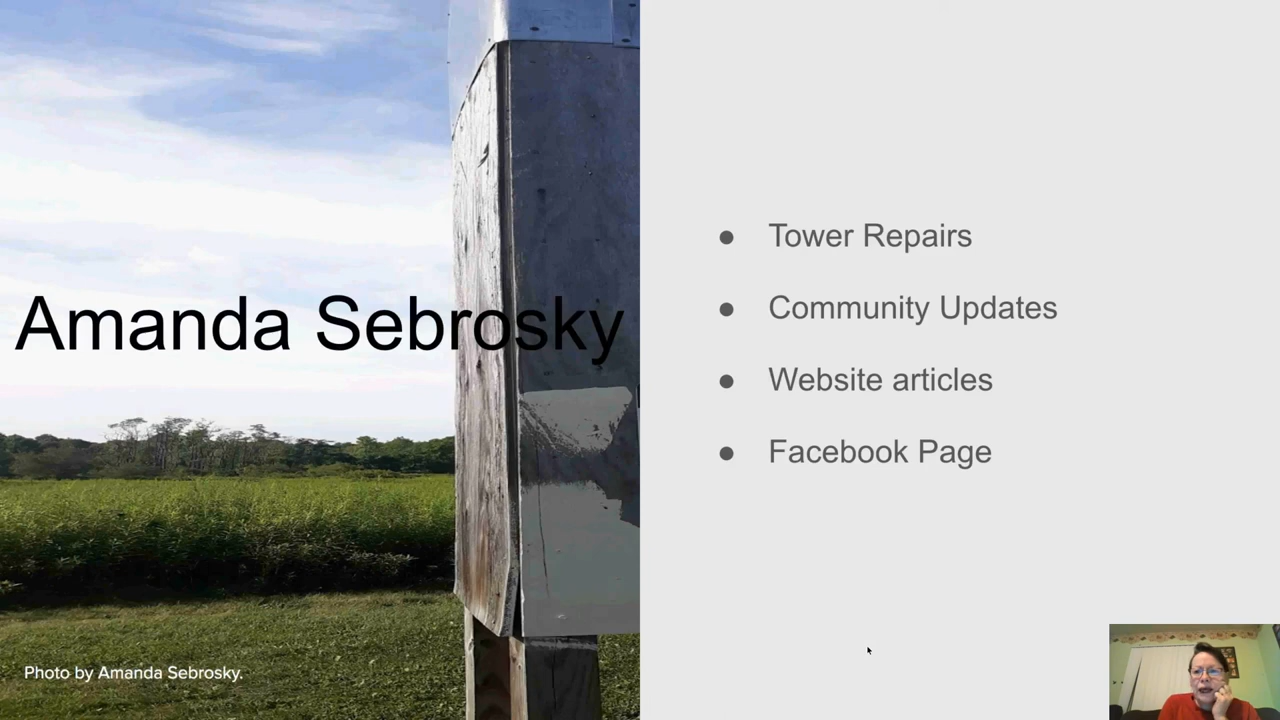 Amanda Sebrosky
Photo by Amanda Sebrosky.
● Tower Repairs
● Community Updates
● Website articles
● Facebook Page